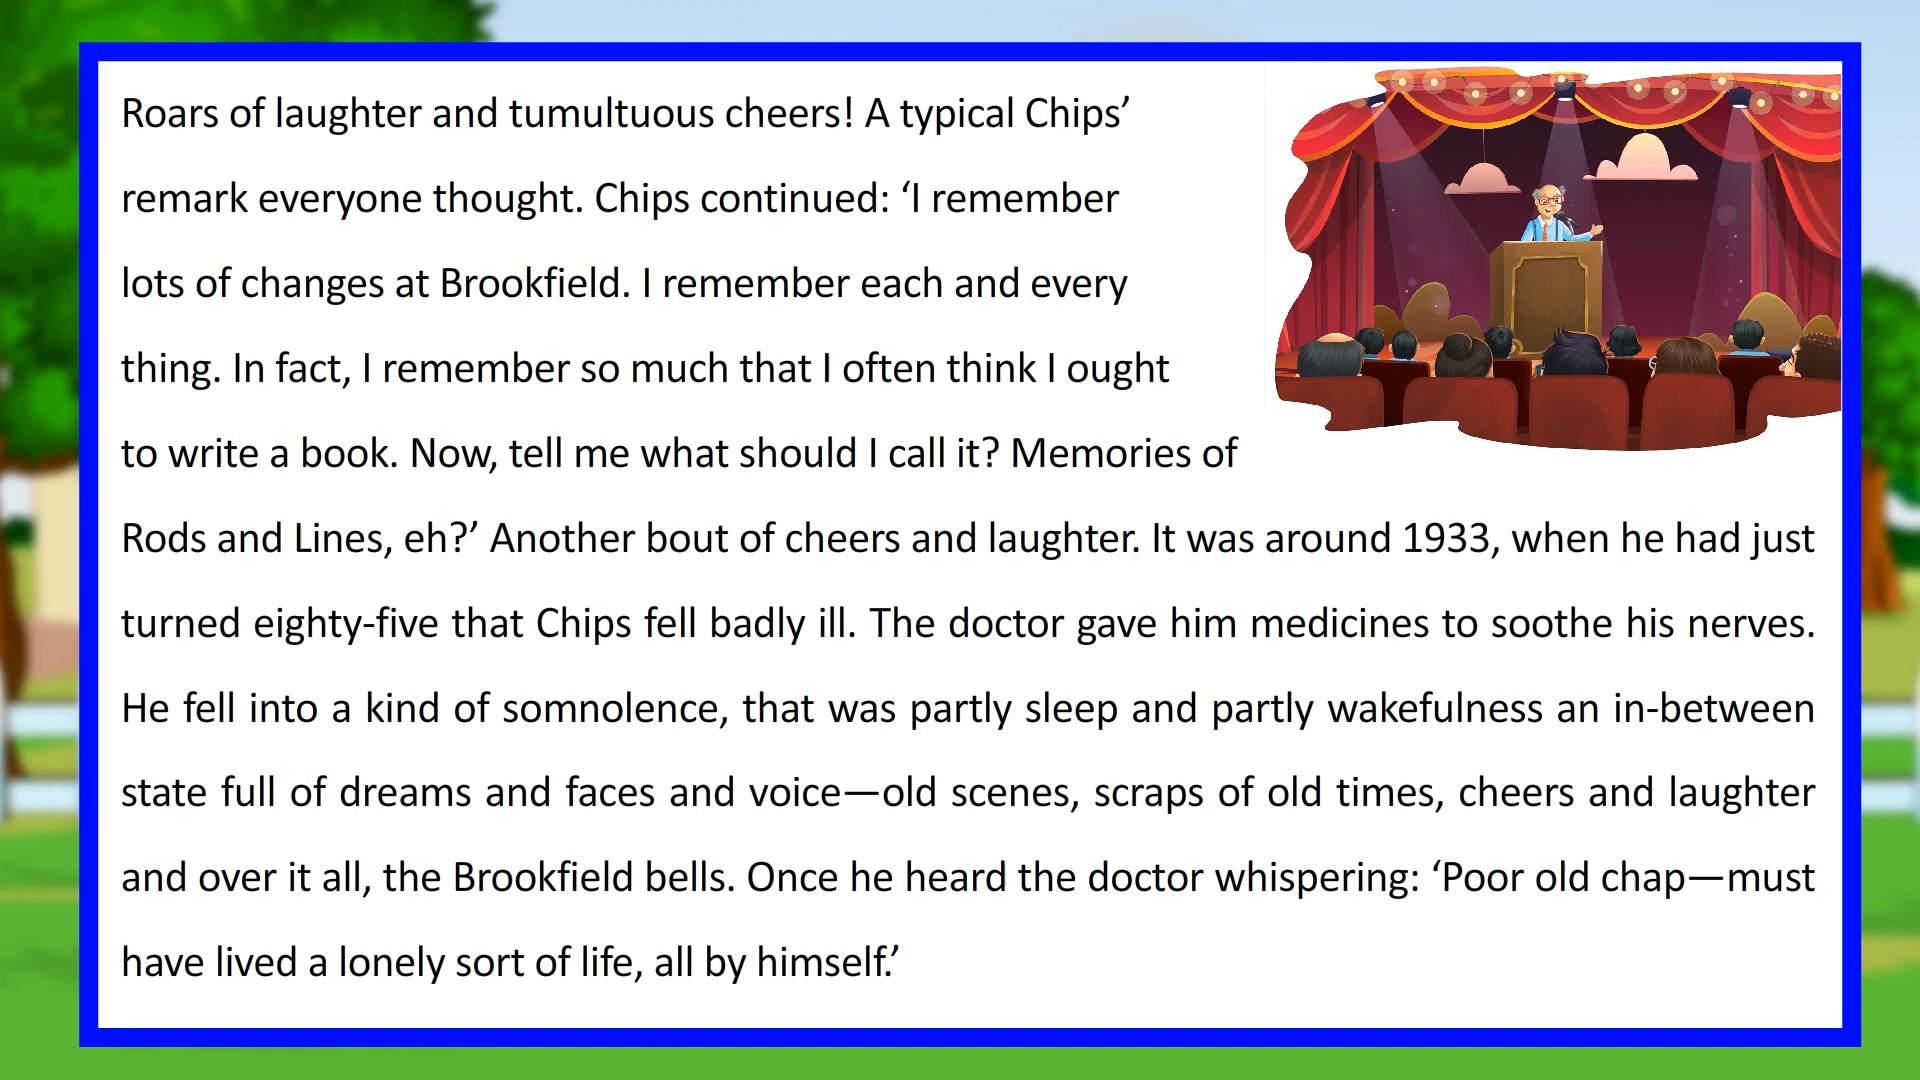 Roars of laughter and tumultuous cheers! A typical Chips’
remark everyone thought. Chips continued: ‘I remember
lots of changes at Brookfield. I remember each and every
thing. In fact, I remember so much that I often think I ought
to write a book. Now, tell me what should I call it? Memories of
Rods and Lines, eh?’ Another bout of cheers and laughter. It was around 1933, when he had just
turned eighty-five that Chips fell badly ill. The doctor gave him medicines to soothe his nerves.
He fell into a kind of somnolence, that was partly sleep and partly wakefulness an in-between
state full of dreams and faces and voice—old scenes, scraps of old times, cheers and laughter
and over it all, the Brookfield bells. Once he heard the doctor whispering: ‘Poor old chap—must
have lived a lonely sort of life, all by himself.’